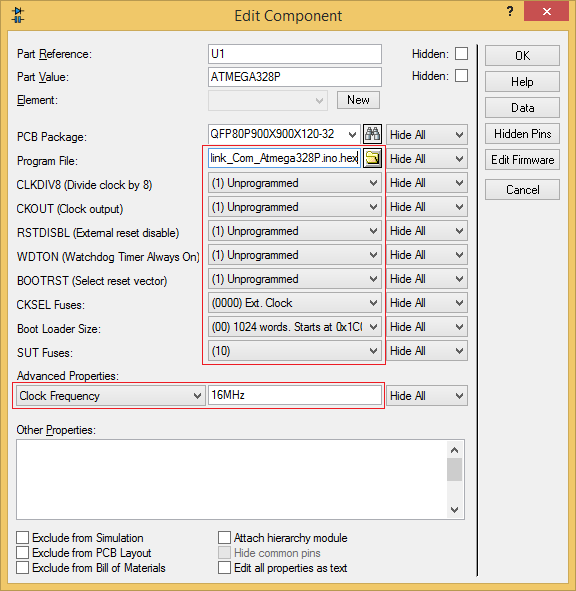 Edit Component
?
Part Reference: U1 Hidden:
Part Value: ATMEGA328P Hidden:
Element: New
PCB Package: QFP80P900X900X120-32 Hide All
Program File: link_Com_Atmega328P.ino.hex Hide All
CLKDIV8 (Divide clock by 8) (1) Unprogrammed Hide All
CKOUT (Clock output) (1) Unprogrammed Hide All
RSTDISBL (External reset disable) (1) Unprogrammed Hide All
WDTON (Watchdog Timer Always On) (1) Unprogrammed Hide All
BOOTRST (Select reset vector) (1) Unprogrammed Hide All
CKSEL Fuses: (0000) Ext. Clock Hide All
Boot Loader Size: (00) 1024 words. Starts at 0x1C0 Hide All
SUT Fuses: (10) Hide All
Advanced Properties:
Clock Frequency 16MHz Hide All
Other Properties:
Exclude from Simulation
Exclude from PCB Layout
Exclude from Bill of Materials
Attach hierarchy module
Hide common pins
Edit all properties as text
OK
Help
Data
Hidden Pins
Edit Firmware
Cancel